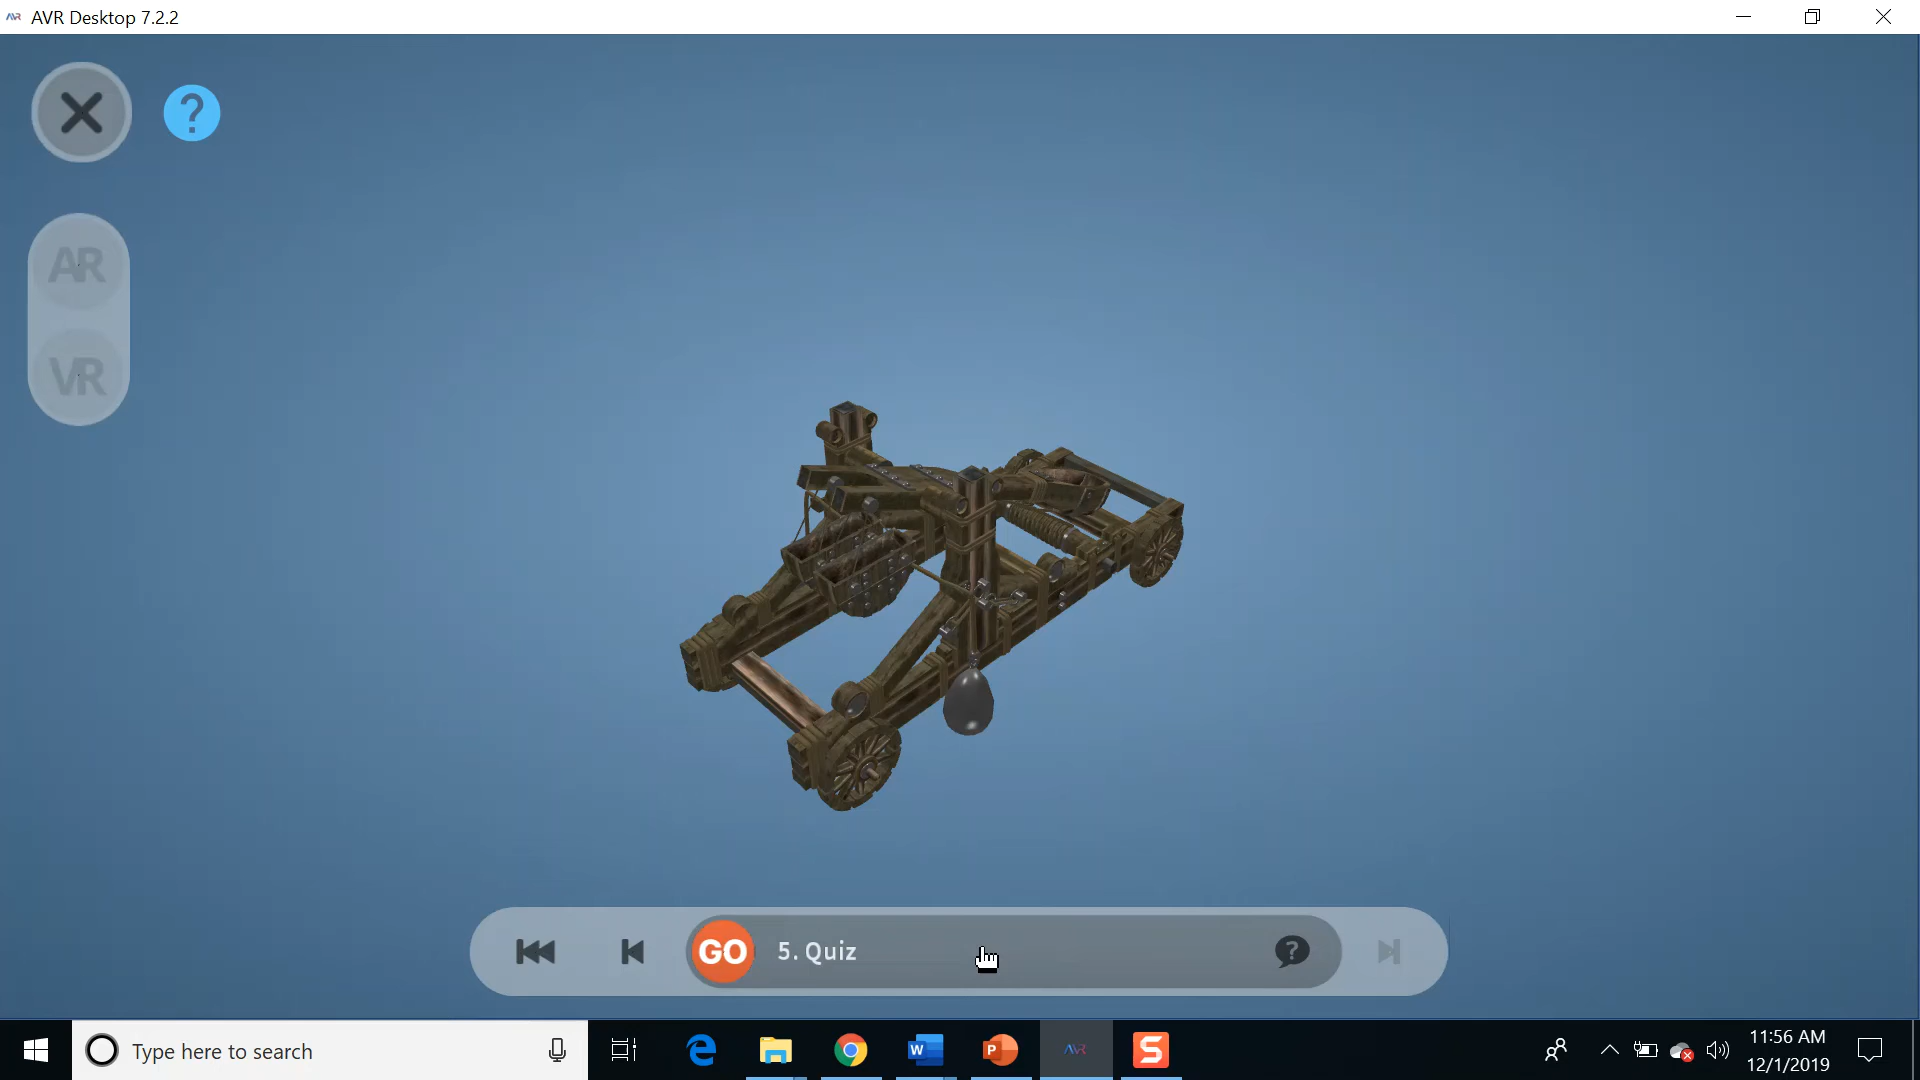 AVR Desktop 7.2.2
?
AR
VR
GO 5. Quiz ?
Type here to search
11:56 AM
12/1/2019